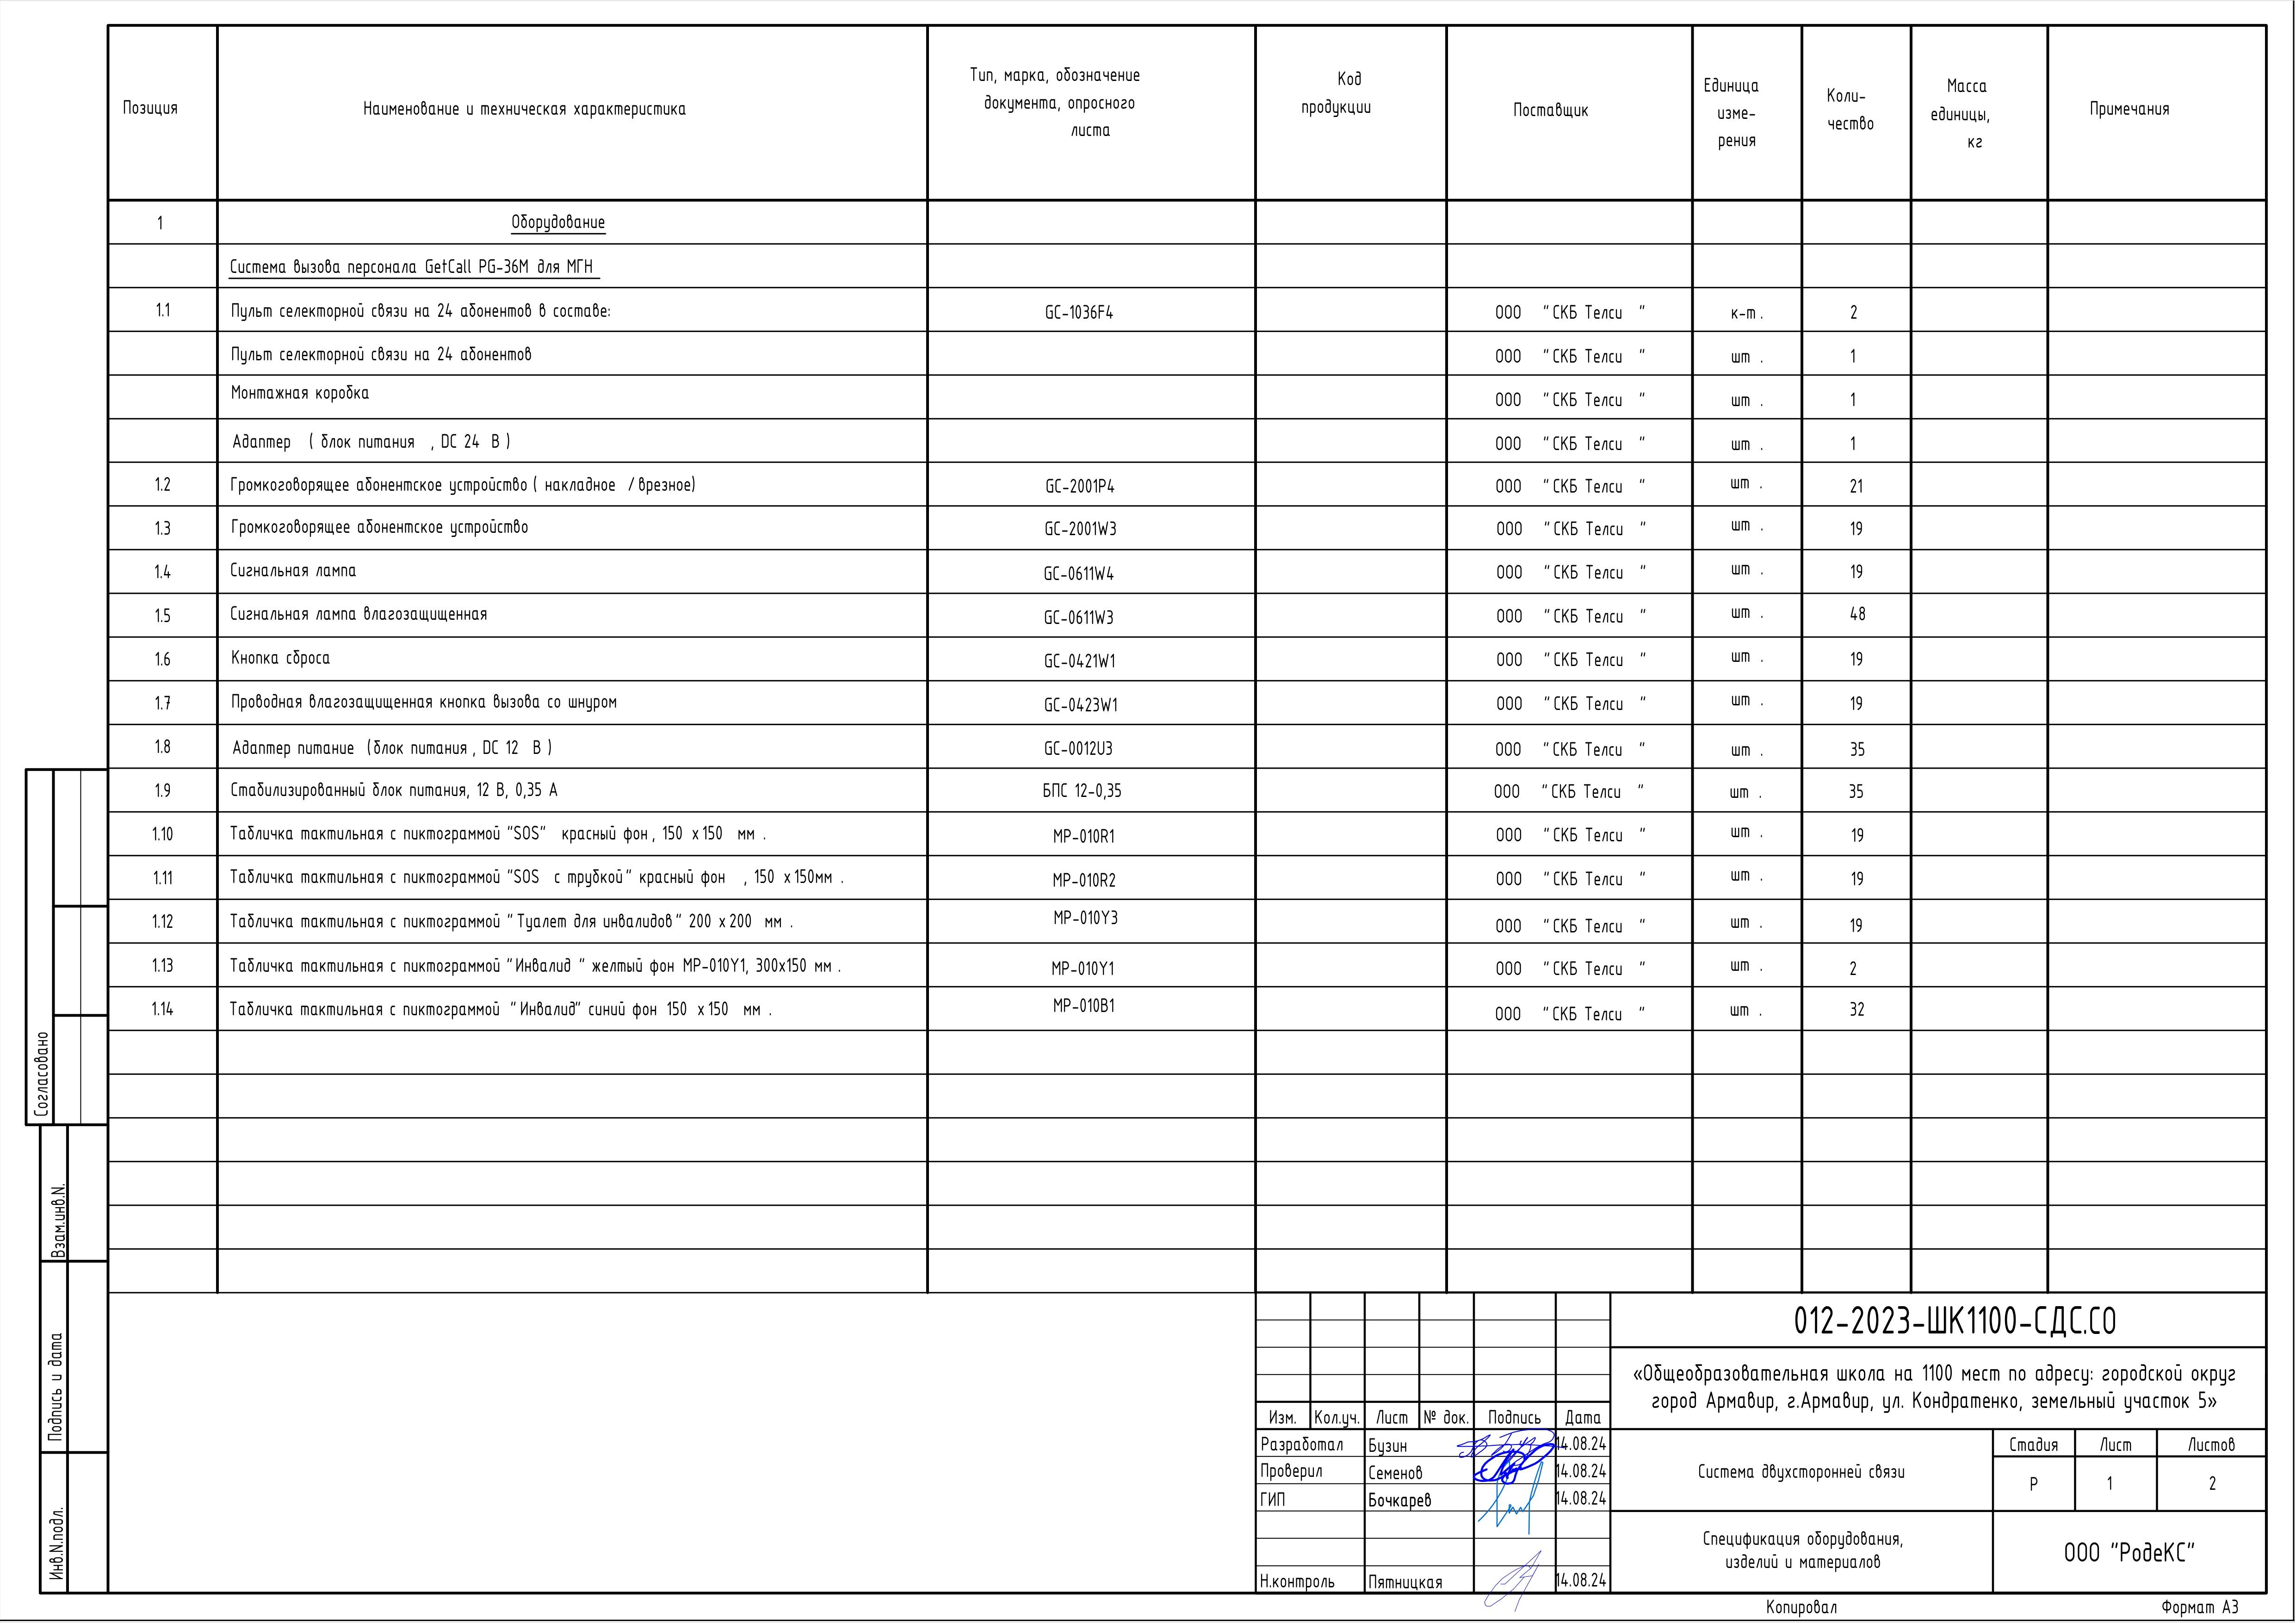 Позиция Наименование и техническая характеристика Тип, марка, обозначение документа, опросного листа Код продукции Поставщик Единица изме- рения Коли- чество Масса единицы, кг Примечания
1 Оборудование
Система вызова персонала GetCall PG-36M для МГН
1.1 Пульт селекторной связи на 24 абонентов в составе: GC-1036F4 ООО "СКБ Телси" к-т. 2
Пульт селекторной связи на 24 абонентов ООО "СКБ Телси" шт. 1
Монтажная коробка ООО "СКБ Телси" шт. 1
Адаптер (блок питания, DC 24 В) ООО "СКБ Телси" шт. 1
1.2 Громкоговорящее абонентское устройство (накладное /врезное) GC-2001P4 ООО "СКБ Телси" шт. 21
1.3 Громкоговорящее абонентское устройство GC-2001W3 ООО "СКБ Телси" шт. 19
1.4 Сигнальная лампа GC-0611W4 ООО "СКБ Телси" шт. 19
1.5 Сигнальная лампа влагозащищенная GC-0611W3 ООО "СКБ Телси" шт. 48
1.6 Кнопка сброса GC-0421W1 ООО "СКБ Телси" шт. 19
1.7 Проводная влагозащищенная кнопка вызова со шнуром GC-0423W1 ООО "СКБ Телси" шт. 19
1.8 Адаптер питание (блок питания, DC 12 В) GC-0012U3 ООО "СКБ Телси" шт. 35
1.9 Стабилизированный блок питания, 12 В, 0,35 А БПС 12-0,35 ООО "СКБ Телси" шт. 35
1.10 Табличка тактильная с пиктограммой "SOS" красный фон, 150 x150 мм. MP-010R1 ООО "СКБ Телси" шт. 19
1.11 Табличка тактильная с пиктограммой "SOS с трубкой" красный фон, 150 x150мм. MP-010R2 ООО "СКБ Телси" шт. 19
1.12 Табличка тактильная с пиктограммой "Туалет для инвалидов" 200 x200 мм. MP-010Y3 ООО "СКБ Телси" шт. 19
1.13 Табличка тактильная с пиктограммой "Инвалид" желтый фон MP-010Y1, 300x150 мм. MP-010Y1 ООО "СКБ Телси" шт. 2
1.14 Табличка тактильная с пиктограммой "Инвалид" синий фон 150 x150 мм. MP-010B1 ООО "СКБ Телси" шт. 32
Согласовано
Взам.инв.N.
Подпись и дата
Инв.N.подл.
012-2023-ШК1100-СДС.СО
«Общеобразовательная школа на 1100 мест по адресу: городской округ
город Армавир, г.Армавир, ул. Кондратенко, земельный участок 5»
Изм. Кол.уч. Лист № док. Подпись Дата
Разработал Бузин 14.08.24
Проверил Семенов 14.08.24
ГИП Бочкарев 14.08.24
Н.контроль Пятницкая 14.08.24
Система двухсторонней связи
Стадия Лист Листов
Р 1 2
Спецификация оборудования,
изделий и материалов
ООО "РодеКС"
Копировал Формат А3